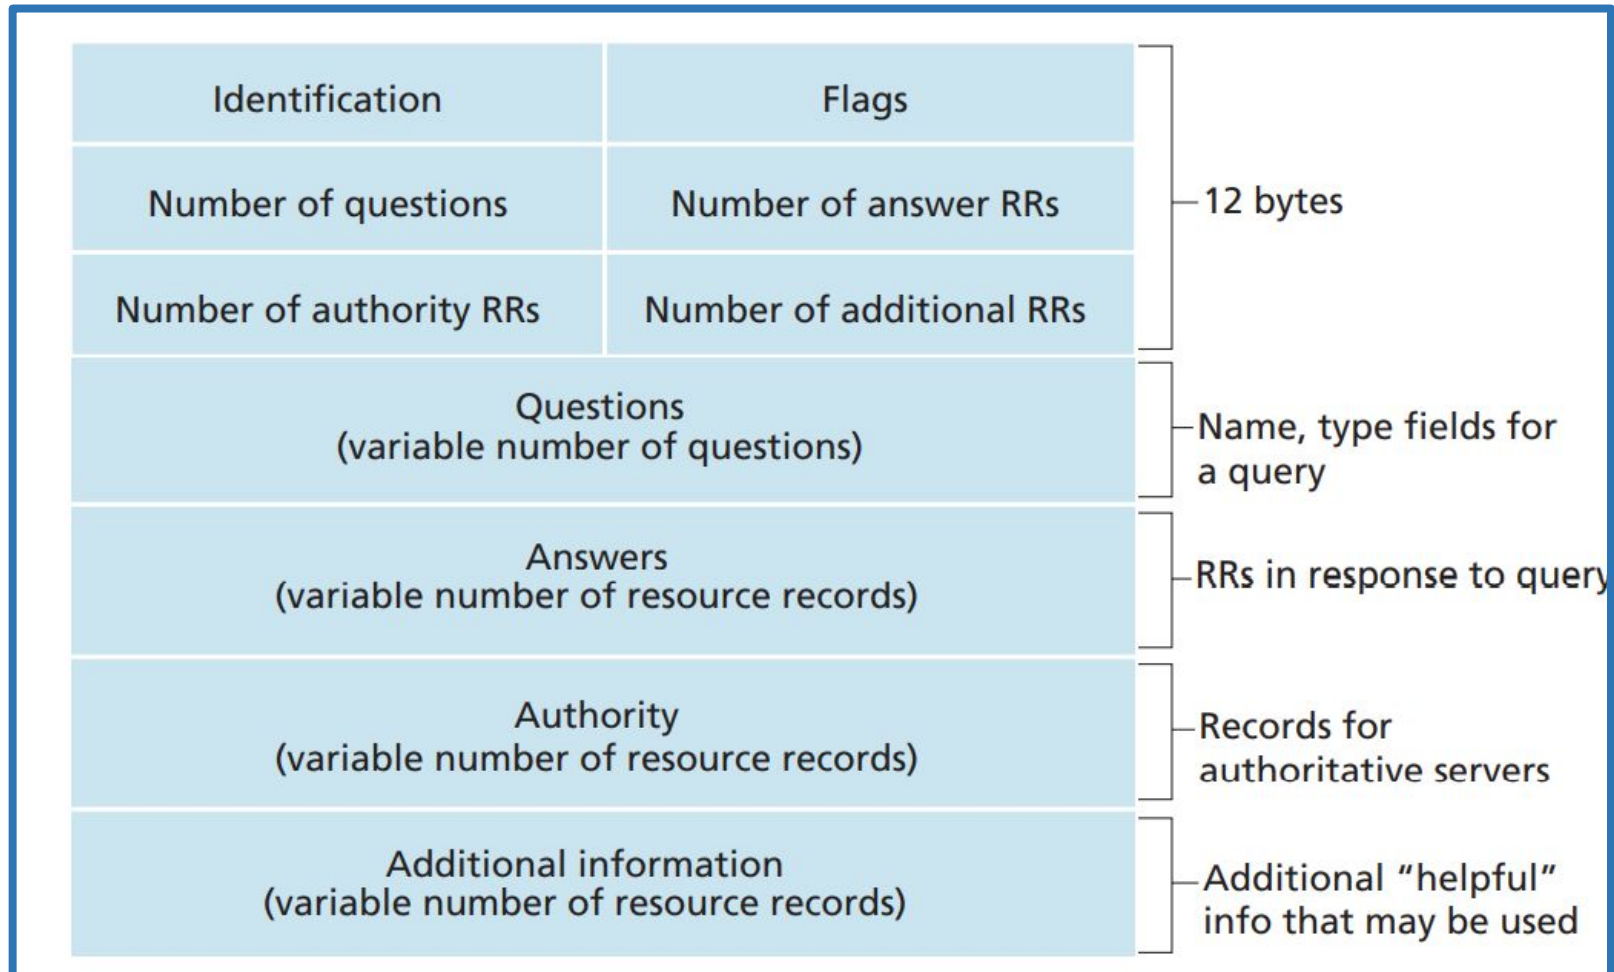 Identification
Flags
Number of questions
Number of answer RRs
12 bytes
Number of authority RRs
Number of additional RRs
Questions
(variable number of questions)
Name, type fields for
a query
Answers
(variable number of resource records)
RRs in response to query
Authority
(variable number of resource records)
Records for
authoritative servers
Additional information
(variable number of resource records)
Additional “helpful”
info that may be used